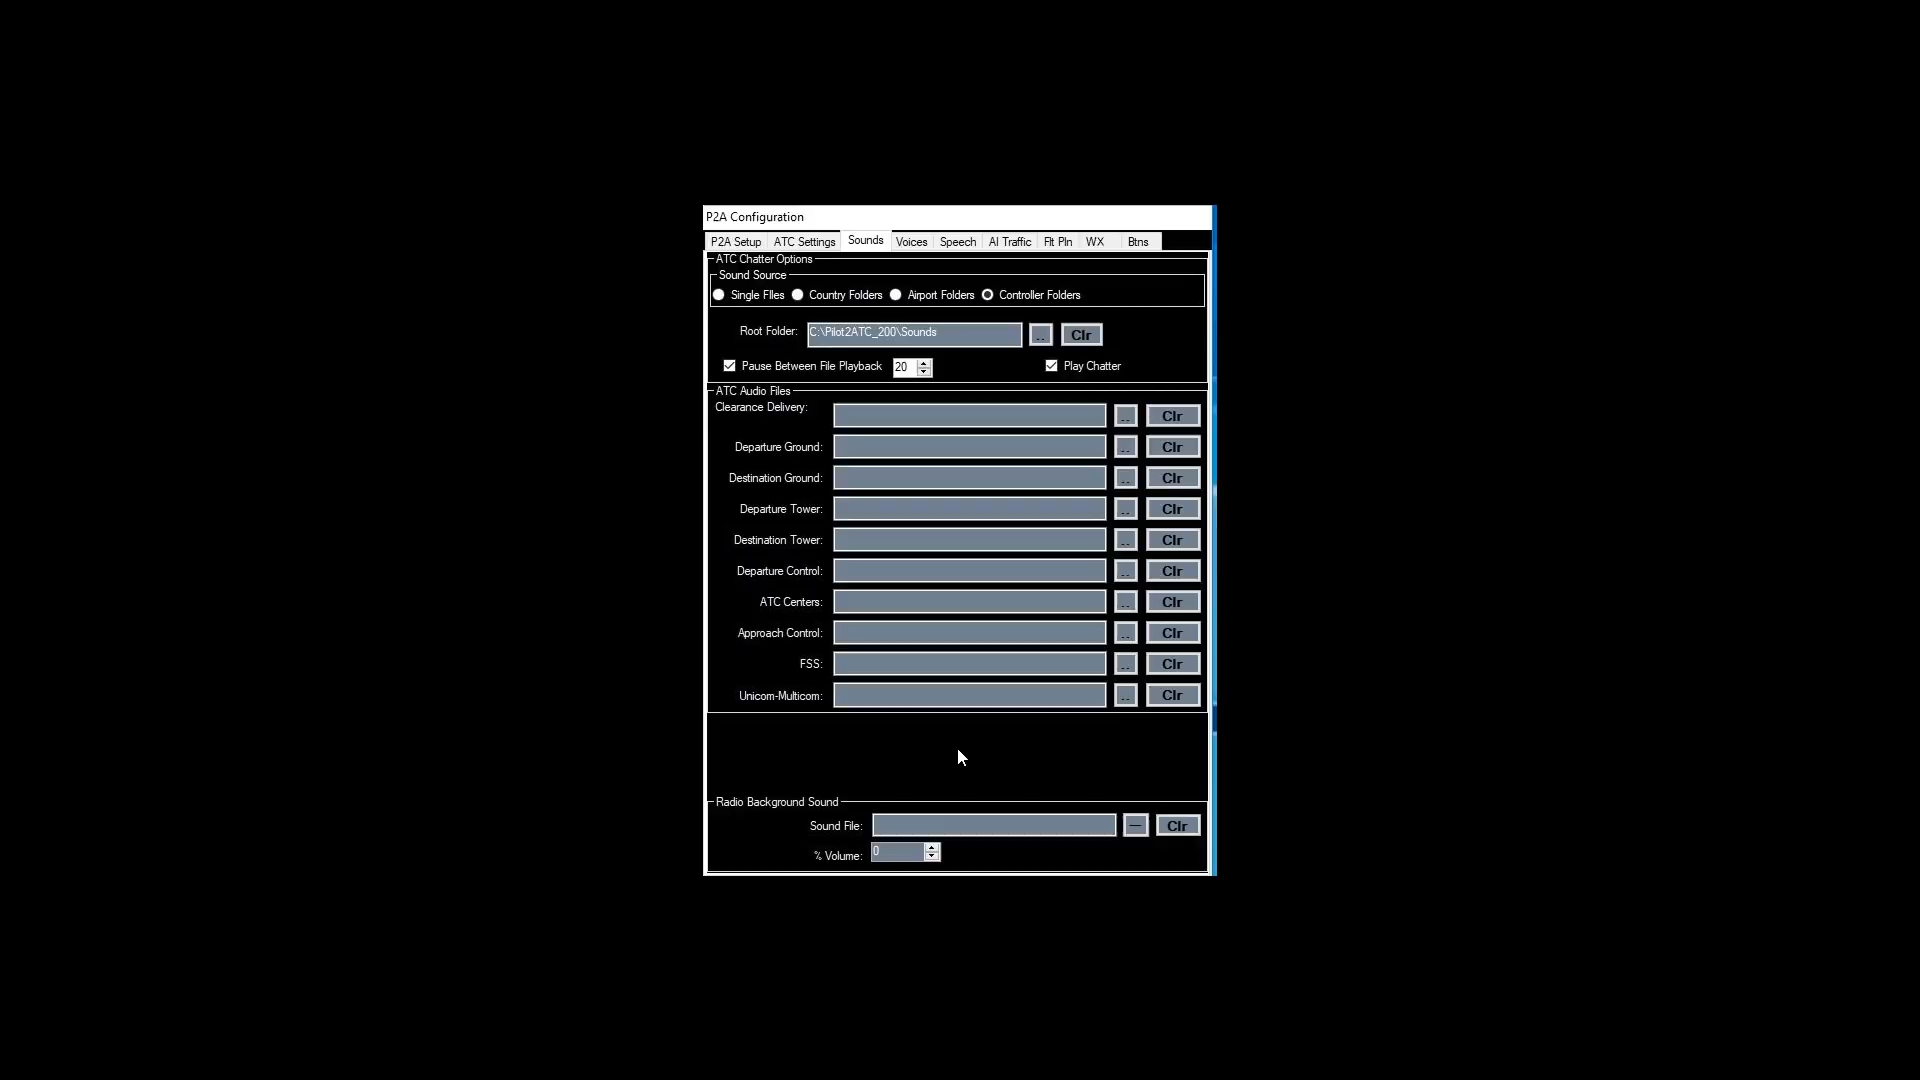 P2A Configuration
P2A Setup ATC Settings Sounds Voices Speech AI Traffic Flt Pln WX Btns
ATC Chatter Options
Sound Source
Single FIles Country Folders Airport Folders Controller Folders
Root Folder: C:\Pilot2ATC_200\Sounds .. Clr
Pause Between File Playback 20 Play Chatter
ATC Audio Files
Clearance Delivery: .. Clr
Departure Ground: .. Clr
Destination Ground: .. Clr
Departure Tower: .. Clr
Destination Tower: .. Clr
Departure Control: .. Clr
ATC Centers: .. Clr
Approach Control: .. Clr
FSS: .. Clr
Unicom-Multicom: .. Clr
Radio Background Sound
Sound File: — Clr
% Volume: 0